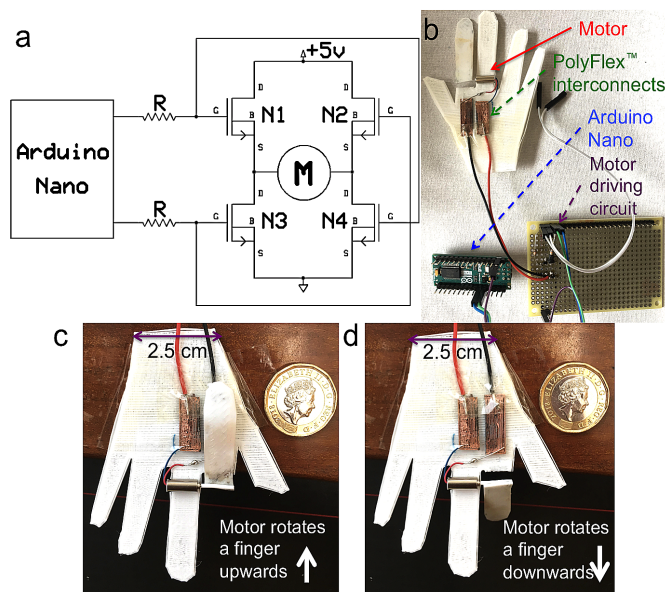 a
+5v
R
D
G
B
N1
S
D
N2
B
G
S
Arduino
Nano
M
R
D
G
B
N3
S
D
N4
B
G
S
b
Motor
PolyFlex™
interconnects
Arduino
Nano
Motor
driving
circuit
c
2.5 cm
Motor rotates
a finger
upwards
d
2.5 cm
Motor rotates
a finger
downwards